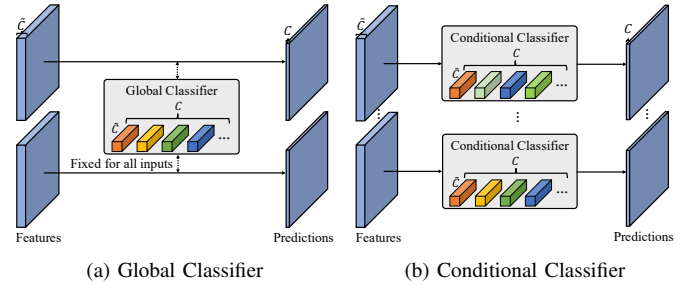 C̃
C
Global Classifier
C
C̃
...
Fixed for all inputs
Features
Predictions
(a) Global Classifier
C̃
C
Conditional Classifier
C
C̃
...
Conditional Classifier
C
C̃
...
Features
Predictions
(b) Conditional Classifier